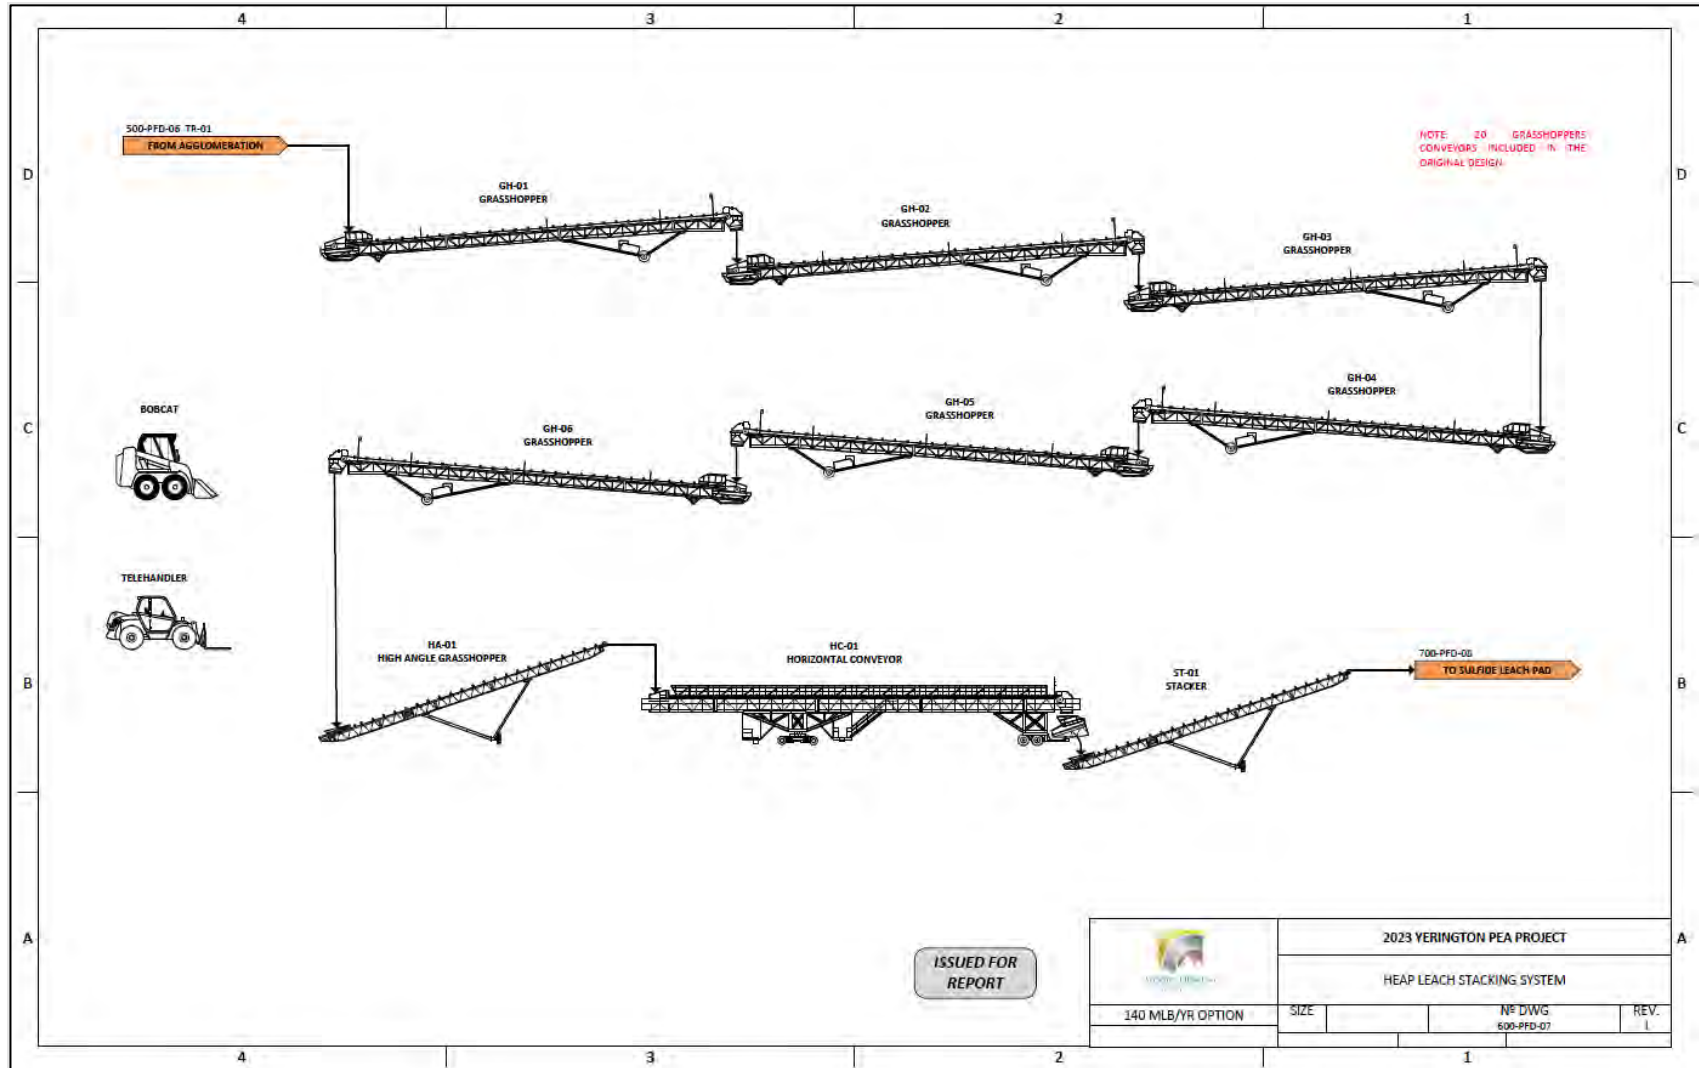 4 3 2 1
500-PFD-06 TR-01
FROM AGGLOMERATION
NOTE: 20 GRASSHOPPERS
CONVEYORS INCLUDED IN THE
ORIGINAL DESIGN
D D
GH-01
GRASSHOPPER
GH-02
GRASSHOPPER
GH-03
GRASSHOPPER
GH-04
GRASSHOPPER
GH-05
GRASSHOPPER
GH-06
GRASSHOPPER
BOBCAT
C C
TELEHANDLER
HA-01
HIGH ANGLE GRASSHOPPER
HC-01
HORIZONTAL CONVEYOR
ST-01
STACKER
700-PFD-08
TO SULFIDE LEACH PAD
B B
A A
ISSUED FOR
REPORT
2023 YERINGTON PEA PROJECT
HEAP LEACH STACKING SYSTEM
140 MLB/YR OPTION
SIZE
Nº DWG
600-PFD-07
REV.
4 3 2 1